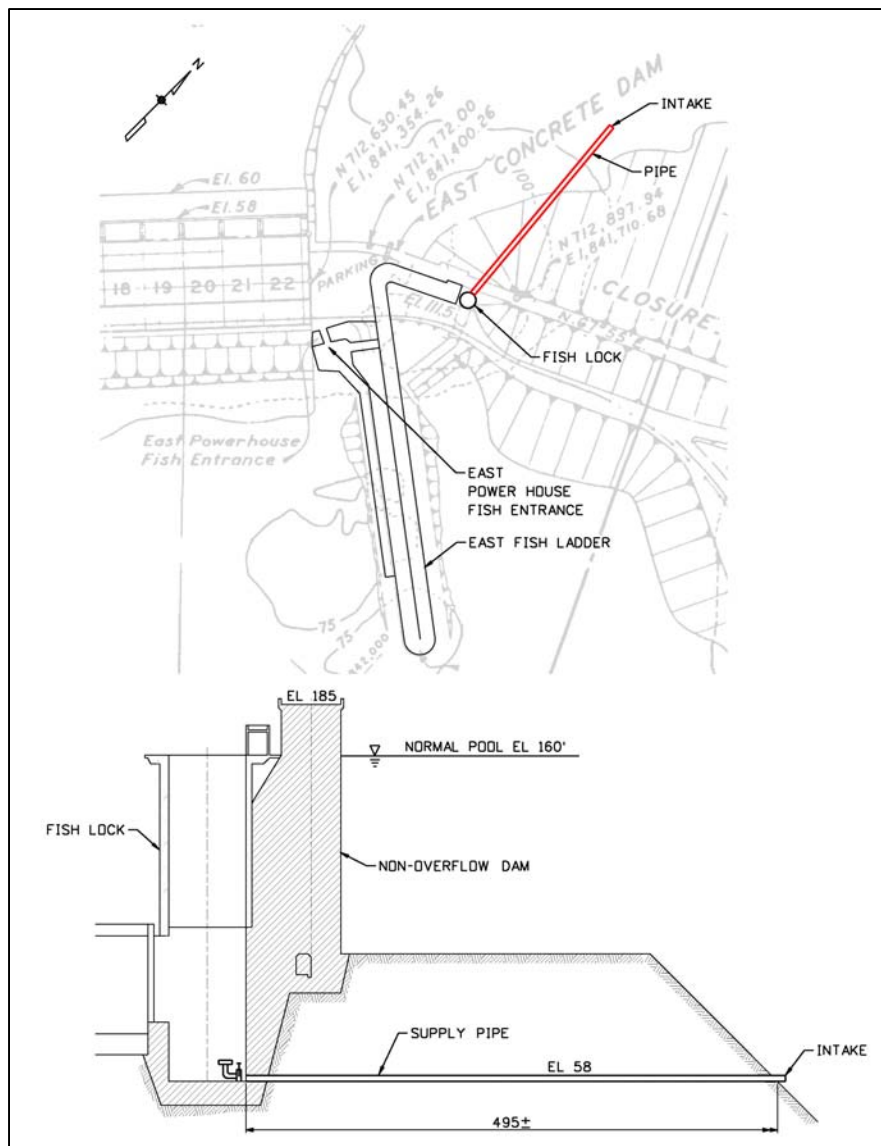 N
INTAKE
PIPE
N 712,630.45
E 1,841,354.26
N 712,772.00
E 1,841,400.26
EAST CONCRETE DAM
El. 60
El. 58
100
N 712,897.94
E 1,841,710.68
18 19 20 21 22
PARKING
El. 111.5
CLOSURE
N 67°55' E
FISH LOCK
East Powerhouse
Fish Entrance
EAST
POWER HOUSE
FISH ENTRANCE
EAST FISH LADDER
75
75
EL 185
NORMAL POOL EL 160'
FISH LOCK
NON-OVERFLOW DAM
SUPPLY PIPE
EL 58
INTAKE
495±